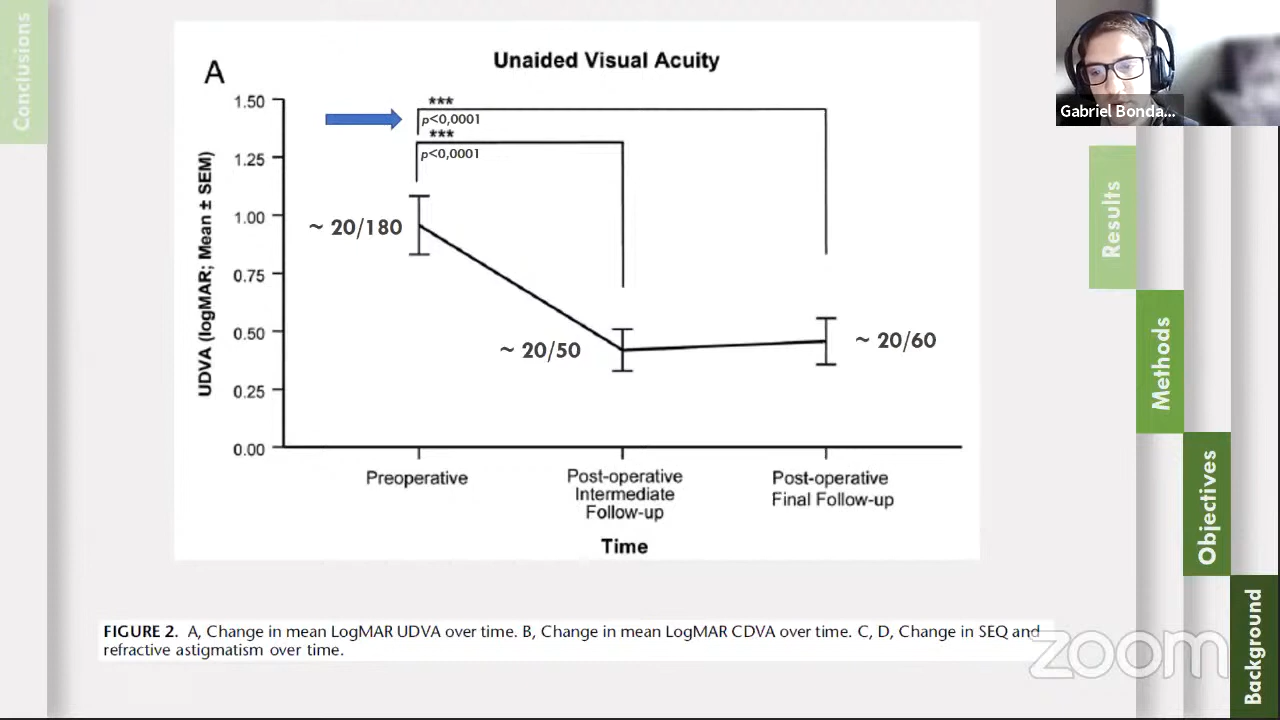 Conclusions
Gabriel Bonda...
Unaided Visual Acuity
A
***
p<0,0001
***
p<0,0001
UDVA (logMAR; Mean ± SEM)
1.50
1.25
1.00
0.75
0.50
0.25
0.00
~ 20/180
~ 20/50
~ 20/60
Preoperative
Post-operative
Intermediate
Follow-up
Post-operative
Final Follow-up
Time
Results
Methods
Objectives
Background
FIGURE 2. A, Change in mean LogMAR UDVA over time. B, Change in mean LogMAR CDVA over time. C, D, Change in SEQ and
refractive astigmatism over time.
zoom